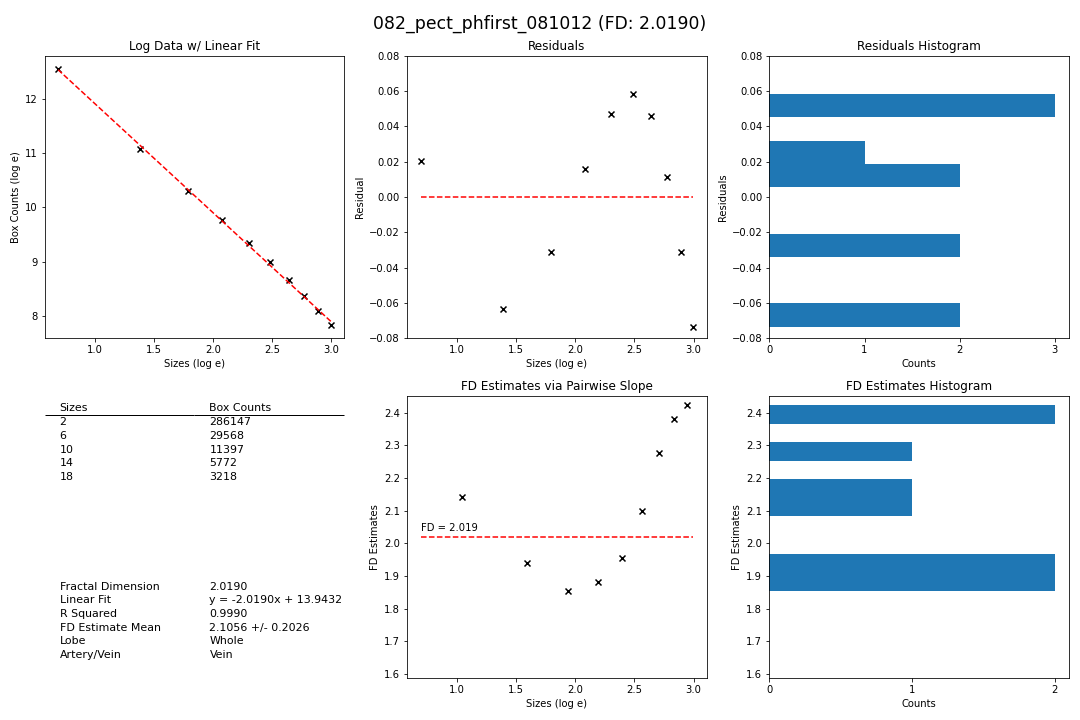 082_pect_phfirst_081012 (FD: 2.0190)
Log Data w/ Linear Fit
12
11
10
9
8
Box Counts (log e)
1.0 1.5 2.0 2.5 3.0
Sizes (log e)
Residuals
0.08
0.06
0.04
0.02
0.00
−0.02
−0.04
−0.06
−0.08
Residual
1.0 1.5 2.0 2.5 3.0
Sizes (log e)
Residuals Histogram
0.08
0.06
0.04
0.02
0.00
−0.02
−0.04
−0.06
−0.08
Residuals
0 1 2 3
Counts
Sizes Box Counts
2 286147
6 29568
10 11397
14 5772
18 3218
Fractal Dimension 2.0190
Linear Fit y = -2.0190x + 13.9432
R Squared 0.9990
FD Estimate Mean 2.1056 +/- 0.2026
Lobe Whole
Artery/Vein Vein
FD Estimates via Pairwise Slope
2.4
2.3
2.2
2.1
2.0
1.9
1.8
1.7
1.6
FD Estimates
FD = 2.019
1.0 1.5 2.0 2.5 3.0
Sizes (log e)
FD Estimates Histogram
2.4
2.3
2.2
2.1
2.0
1.9
1.8
1.7
1.6
FD Estimates
0 1 2
Counts